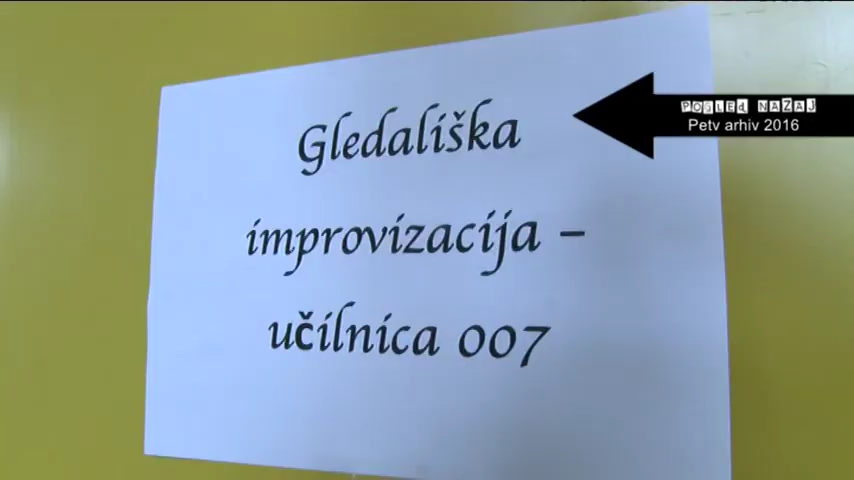 Gledališka
improvizacija –
učilnica 007
POGLED NAZAJ
Petv arhiv 2016